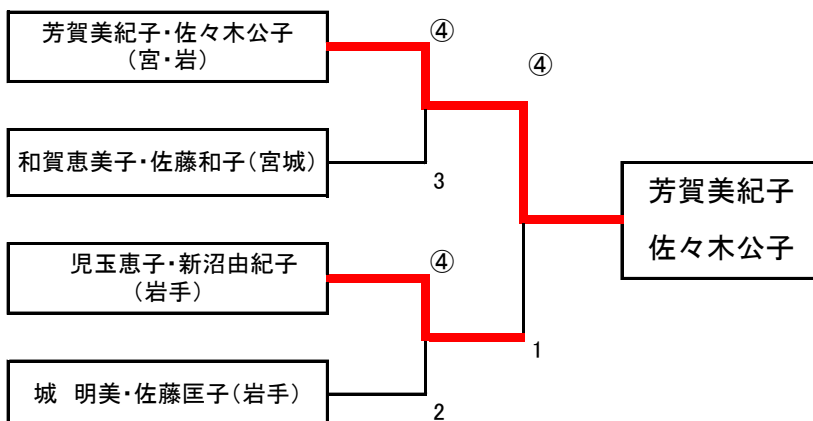 芳賀美紀子・佐々木公子
(宮・岩)
④
④
和賀恵美子・佐藤和子(宮城)
3
芳賀美紀子
佐々木公子
児玉恵子・新沼由紀子
(岩手)
④
1
城　明美・佐藤匡子(岩手)
2